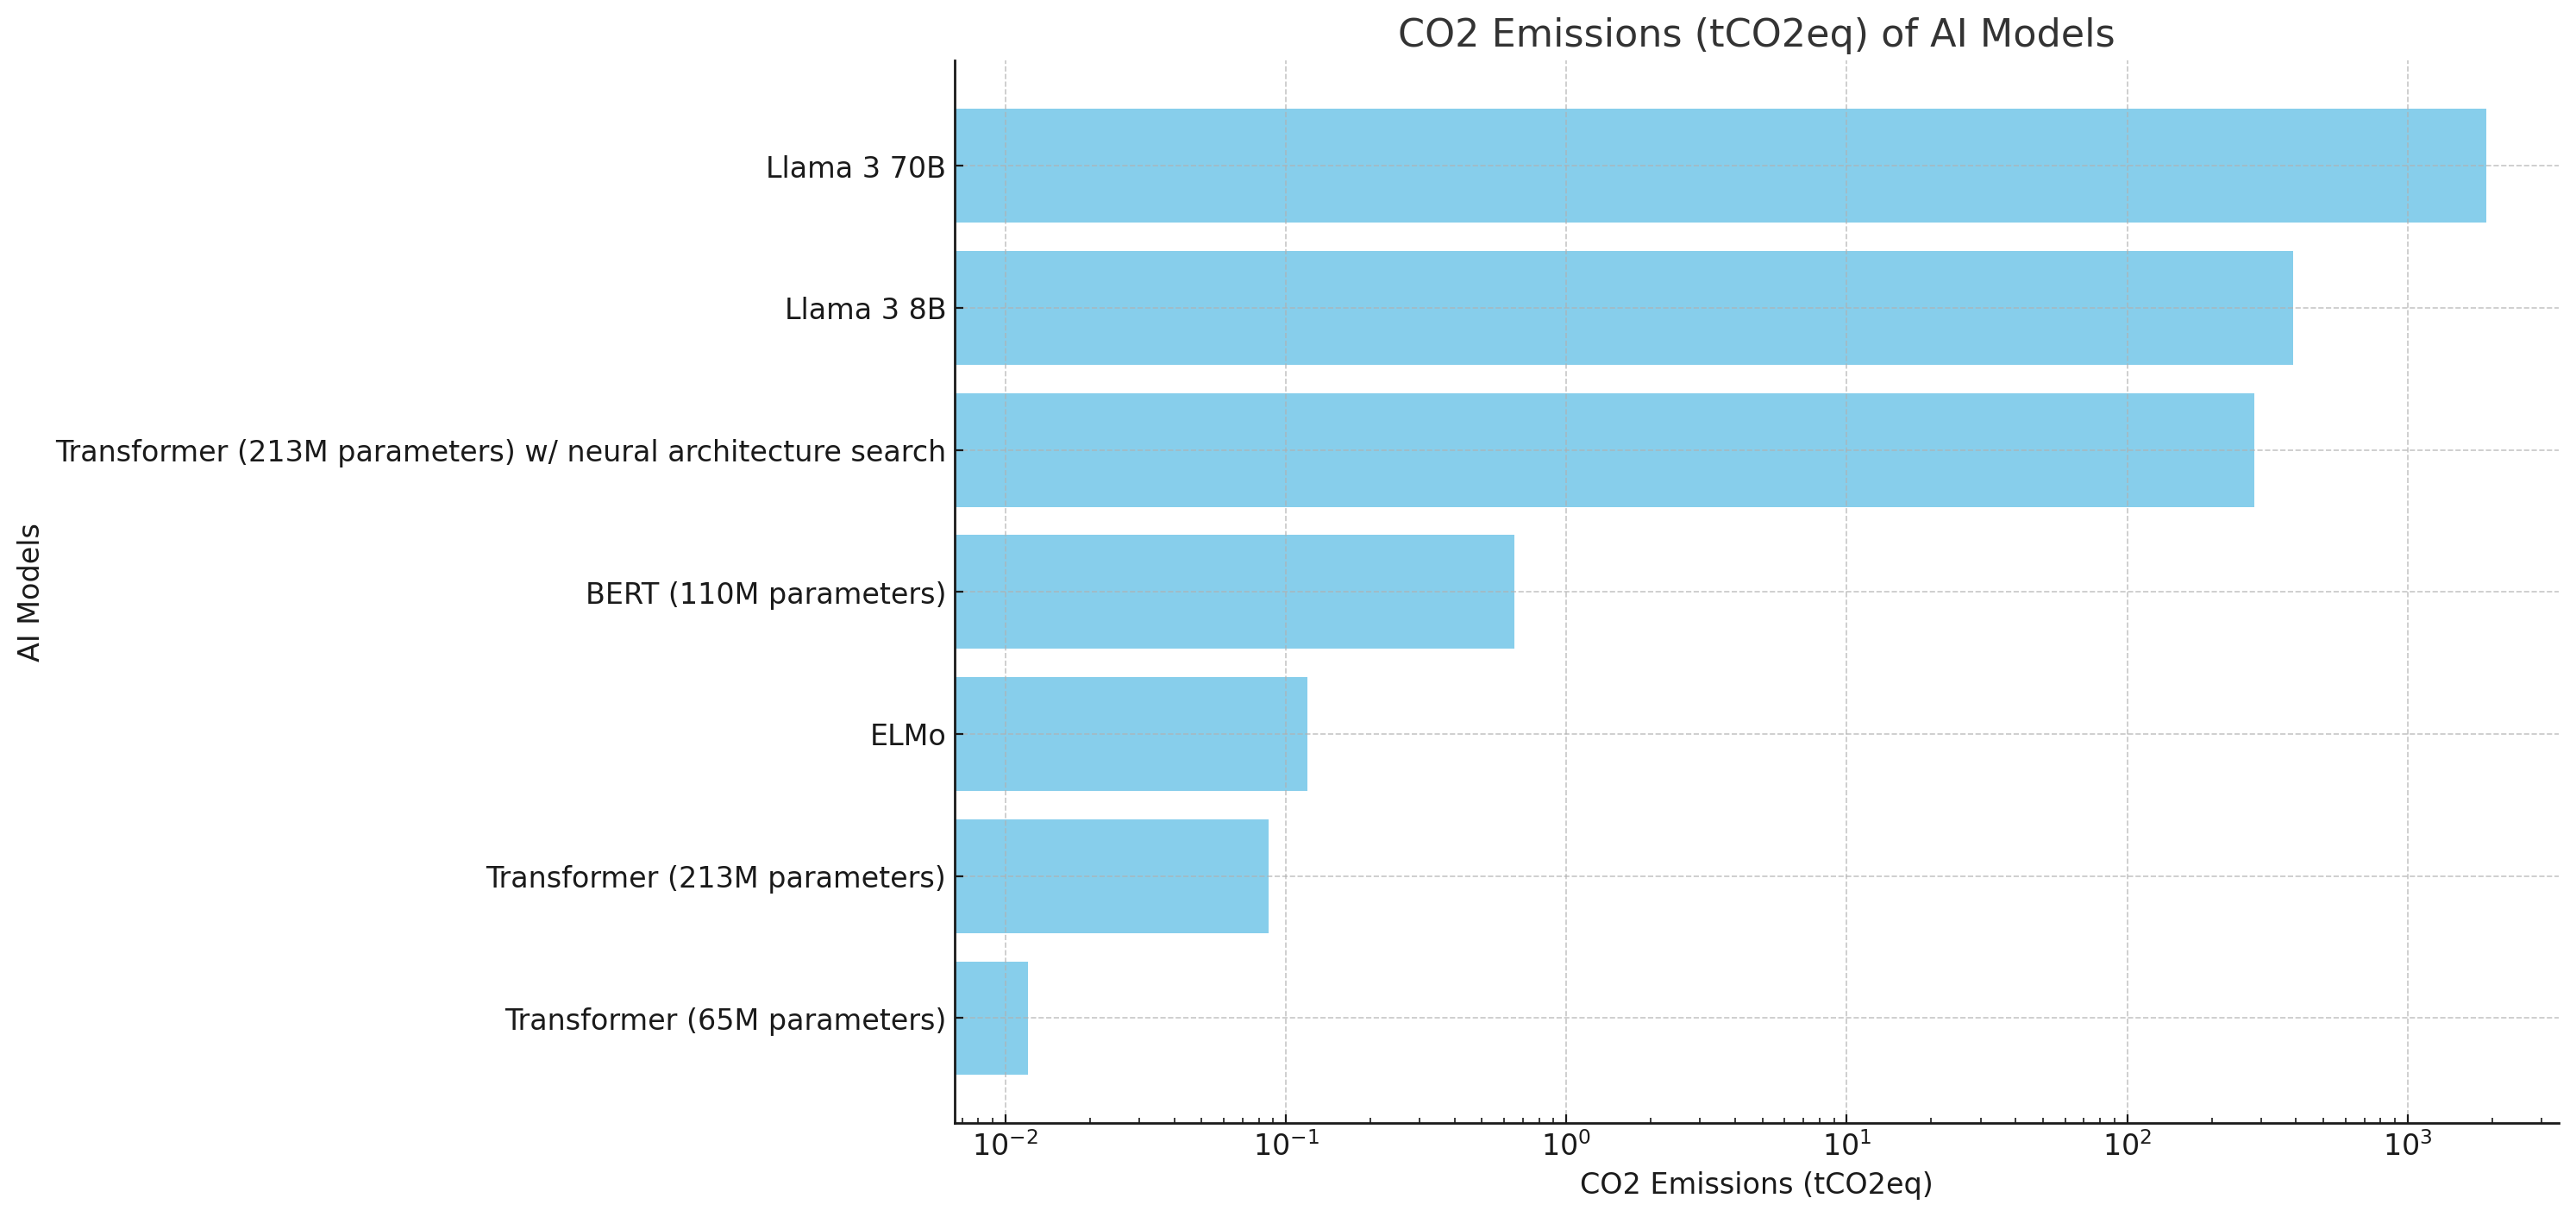 CO2 Emissions (tCO2eq) of AI Models
Llama 3 70B
Llama 3 8B
Transformer (213M parameters) w/ neural architecture search
BERT (110M parameters)
ELMo
Transformer (213M parameters)
Transformer (65M parameters)
AI Models
10⁻² 10⁻¹ 10⁰ 10¹ 10² 10³
CO2 Emissions (tCO2eq)